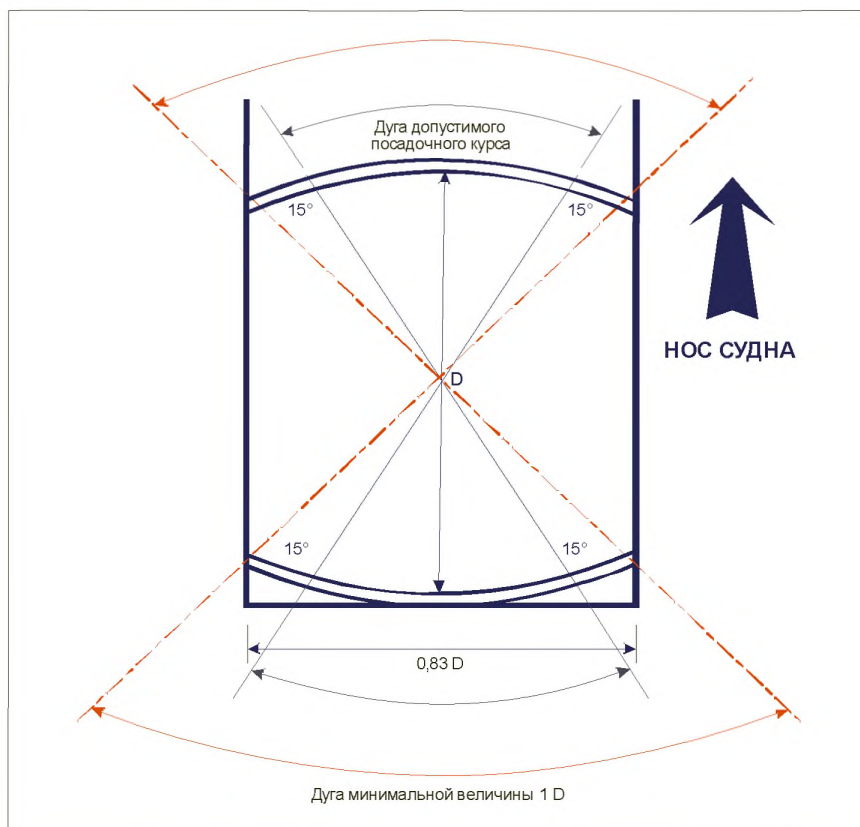 Дуга допустимого
посадочного курса
15°
15°
НОС СУДНА
D
15°
15°
0,83 D
Дуга минимальной величины 1 D